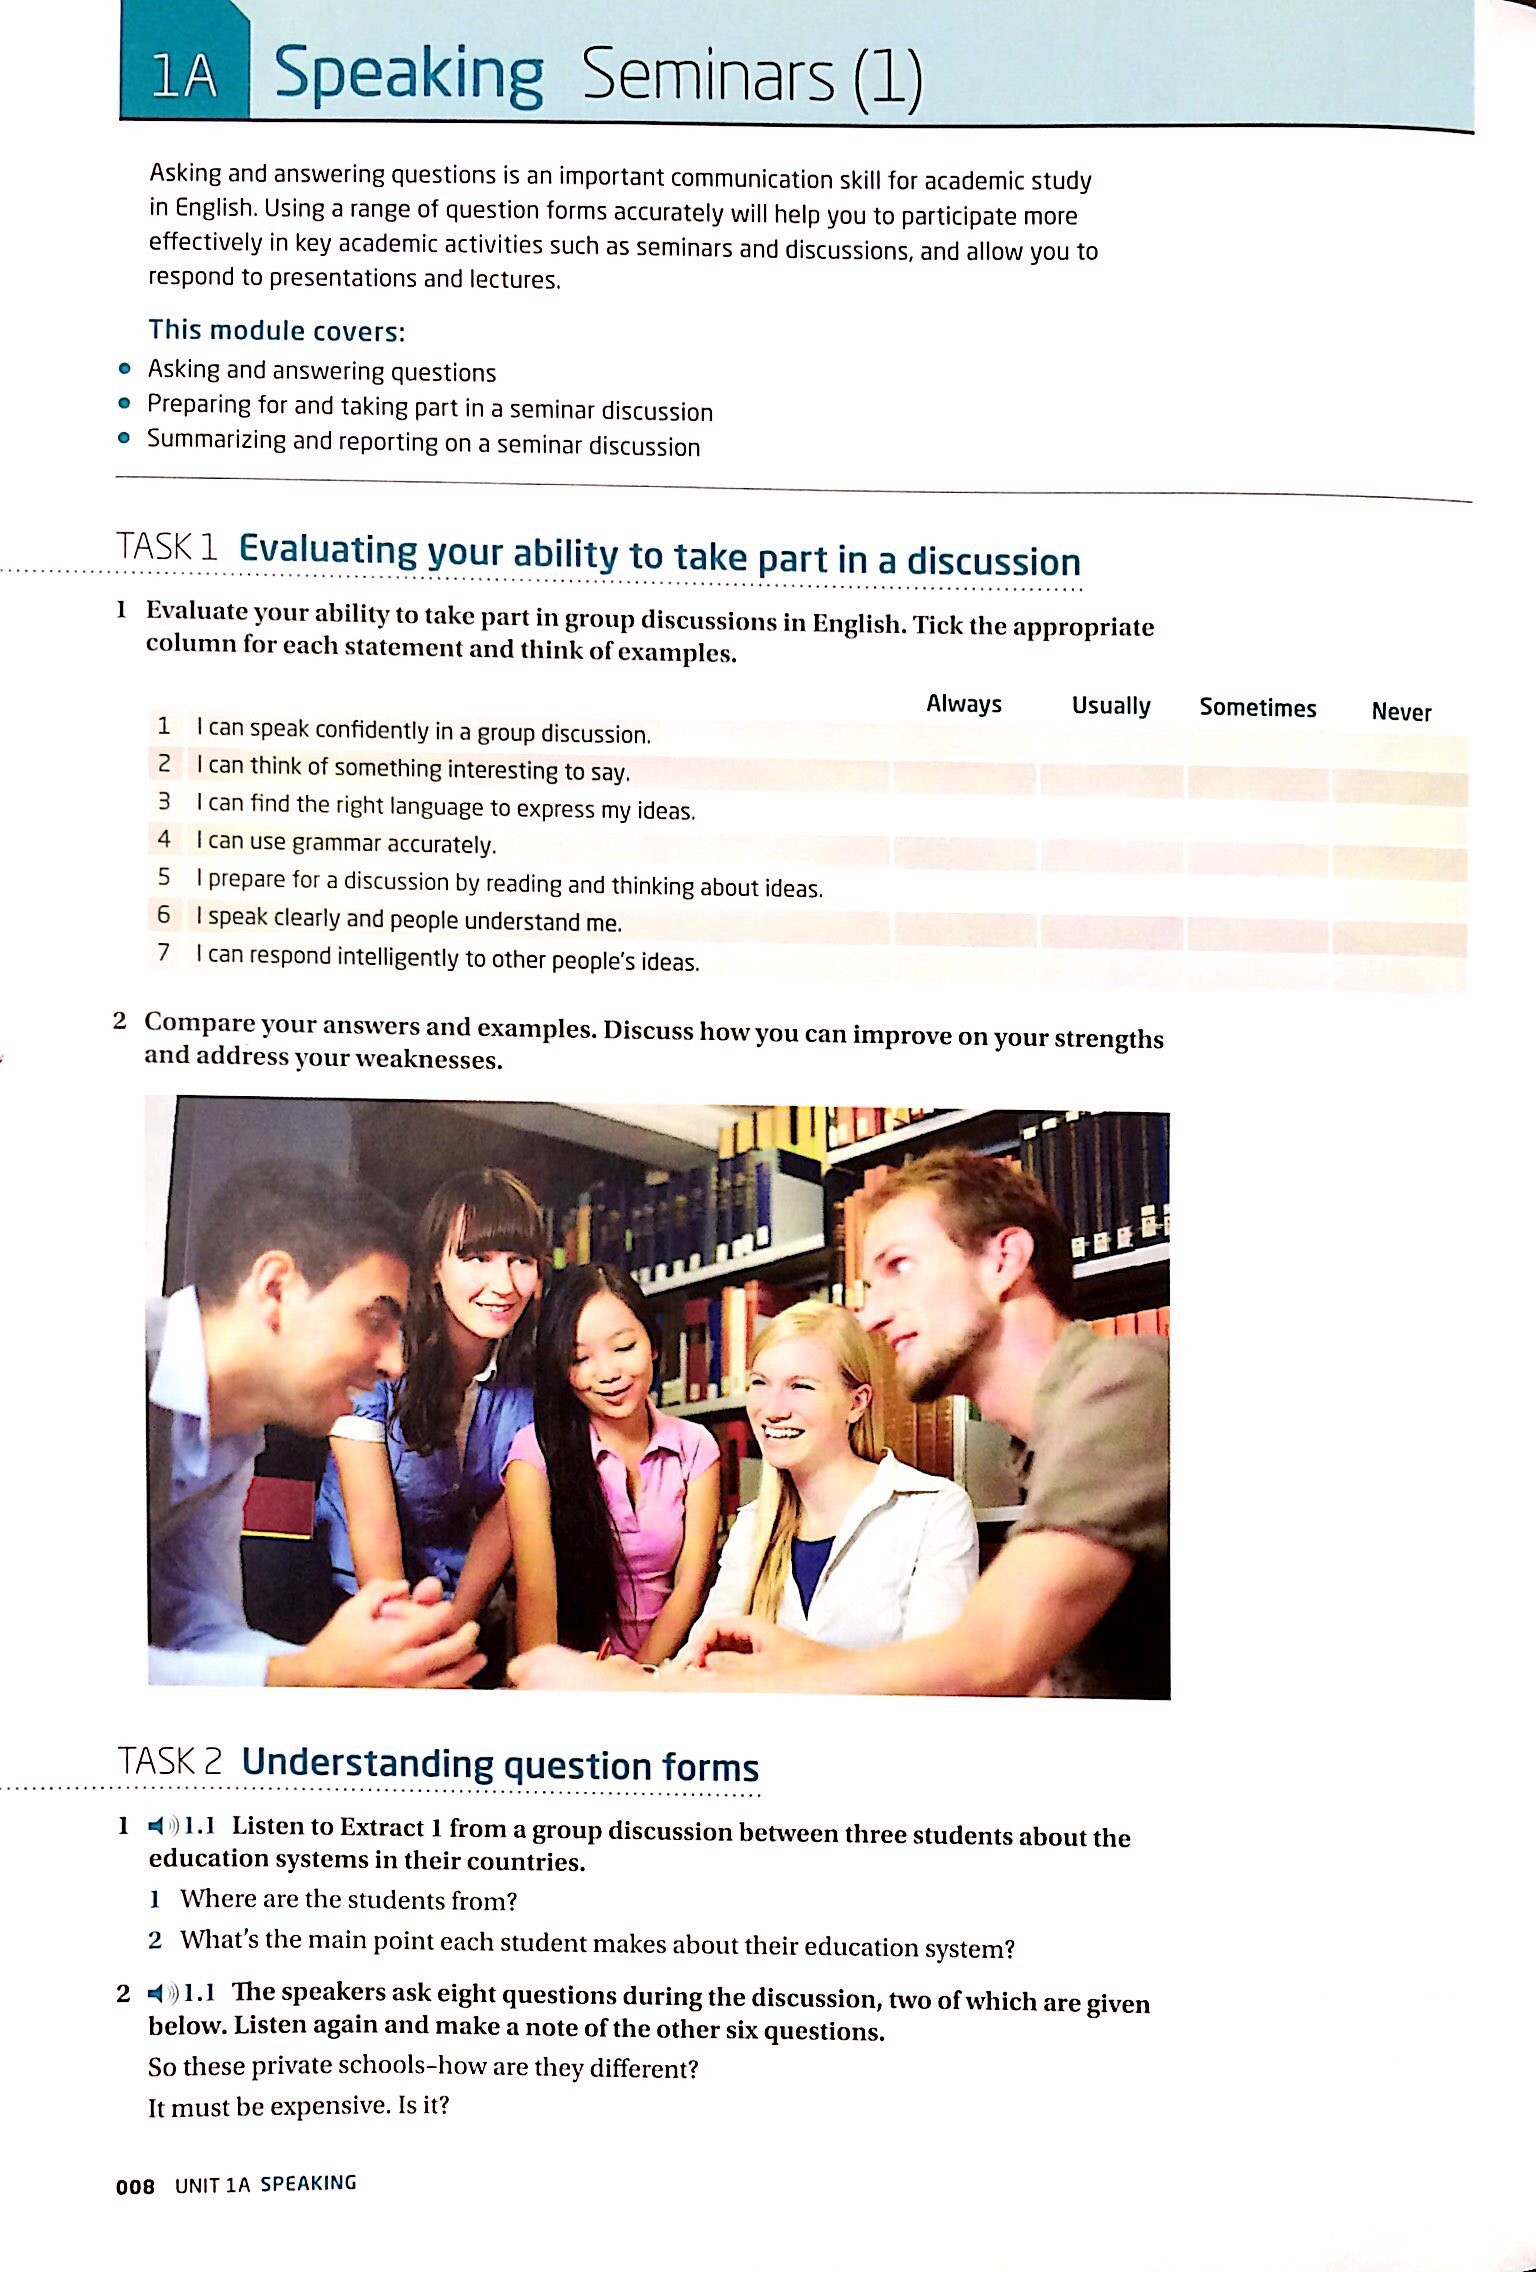 1A Speaking Seminars (1)
Asking and answering questions is an important communication skill for academic study
in English. Using a range of question forms accurately will help you to participate more
effectively in key academic activities such as seminars and discussions, and allow you to
respond to presentations and lectures.
This module covers:
• Asking and answering questions
• Preparing for and taking part in a seminar discussion
• Summarizing and reporting on a seminar discussion
TASK 1 Evaluating your ability to take part in a discussion
1 Evaluate your ability to take part in group discussions in English. Tick the appropriate
column for each statement and think of examples.
Always Usually Sometimes Never
1 I can speak confidently in a group discussion.
2 I can think of something interesting to say.
3 I can find the right language to express my ideas.
4 I can use grammar accurately.
5 I prepare for a discussion by reading and thinking about ideas.
6 I speak clearly and people understand me.
7 I can respond intelligently to other people's ideas.
2 Compare your answers and examples. Discuss how you can improve on your strengths
and address your weaknesses.
TASK 2 Understanding question forms
1 1.1 Listen to Extract 1 from a group discussion between three students about the
education systems in their countries.
1 Where are the students from?
2 What's the main point each student makes about their education system?
2 1.1 The speakers ask eight questions during the discussion, two of which are given
below. Listen again and make a note of the other six questions.
So these private schools–how are they different?
It must be expensive. Is it?
008 UNIT 1A SPEAKING